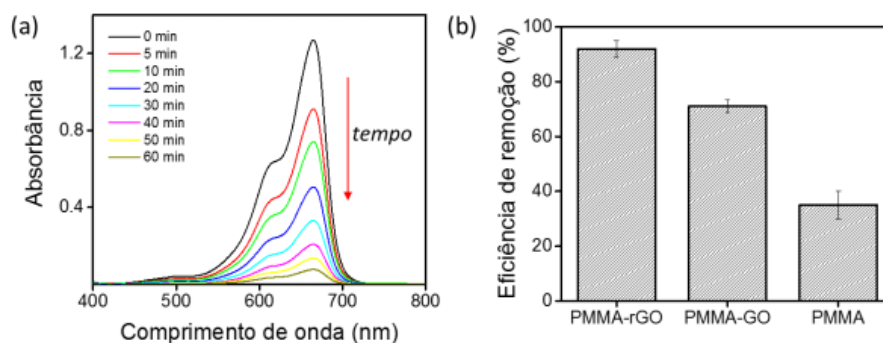 (a)
Absorbância
1.2
0.8
0.4
0 min
5 min
10 min
20 min
30 min
40 min
50 min
60 min
tempo
400
500
600
700
800
Comprimento de onda (nm)
(b)
Eficiência de remoção (%)
100
80
60
40
20
0
PMMA-rGO
PMMA-GO
PMMA